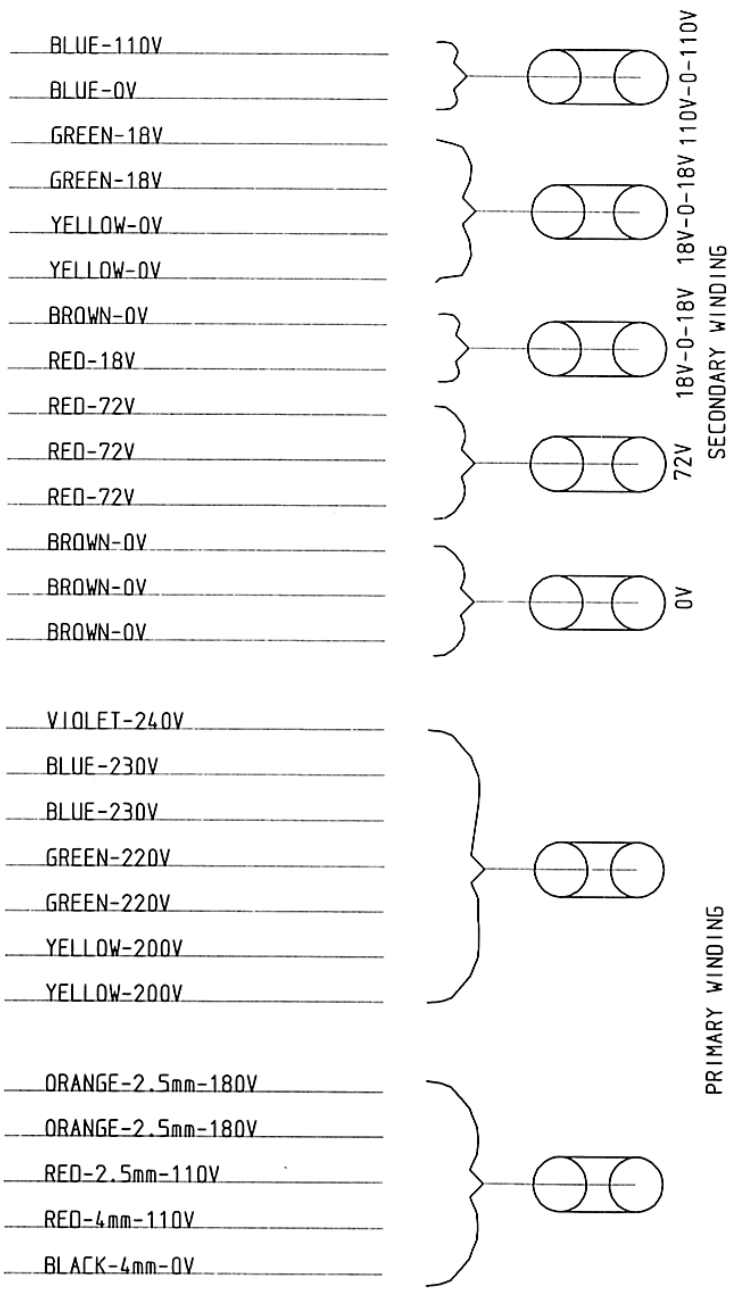 BLUE-110V
BLUE-0V
GREEN-18V
GREEN-18V
YELLOW-0V
YELLOW-0V
BROWN-0V
RED-18V
RED-72V
RED-72V
RED-72V
BROWN-0V
BROWN-0V
BROWN-0V
110V-0-110V
18V-0-18V
18V-0-18V
72V
0V
SECONDARY WINDING
VIOLET-240V
BLUE-230V
BLUE-230V
GREEN-220V
GREEN-220V
YELLOW-200V
YELLOW-200V
ORANGE-2.5mm-180V
ORANGE-2.5mm-180V
RED-2.5mm-110V
RED-4mm-110V
BLACK-4mm-0V
PRIMARY WINDING